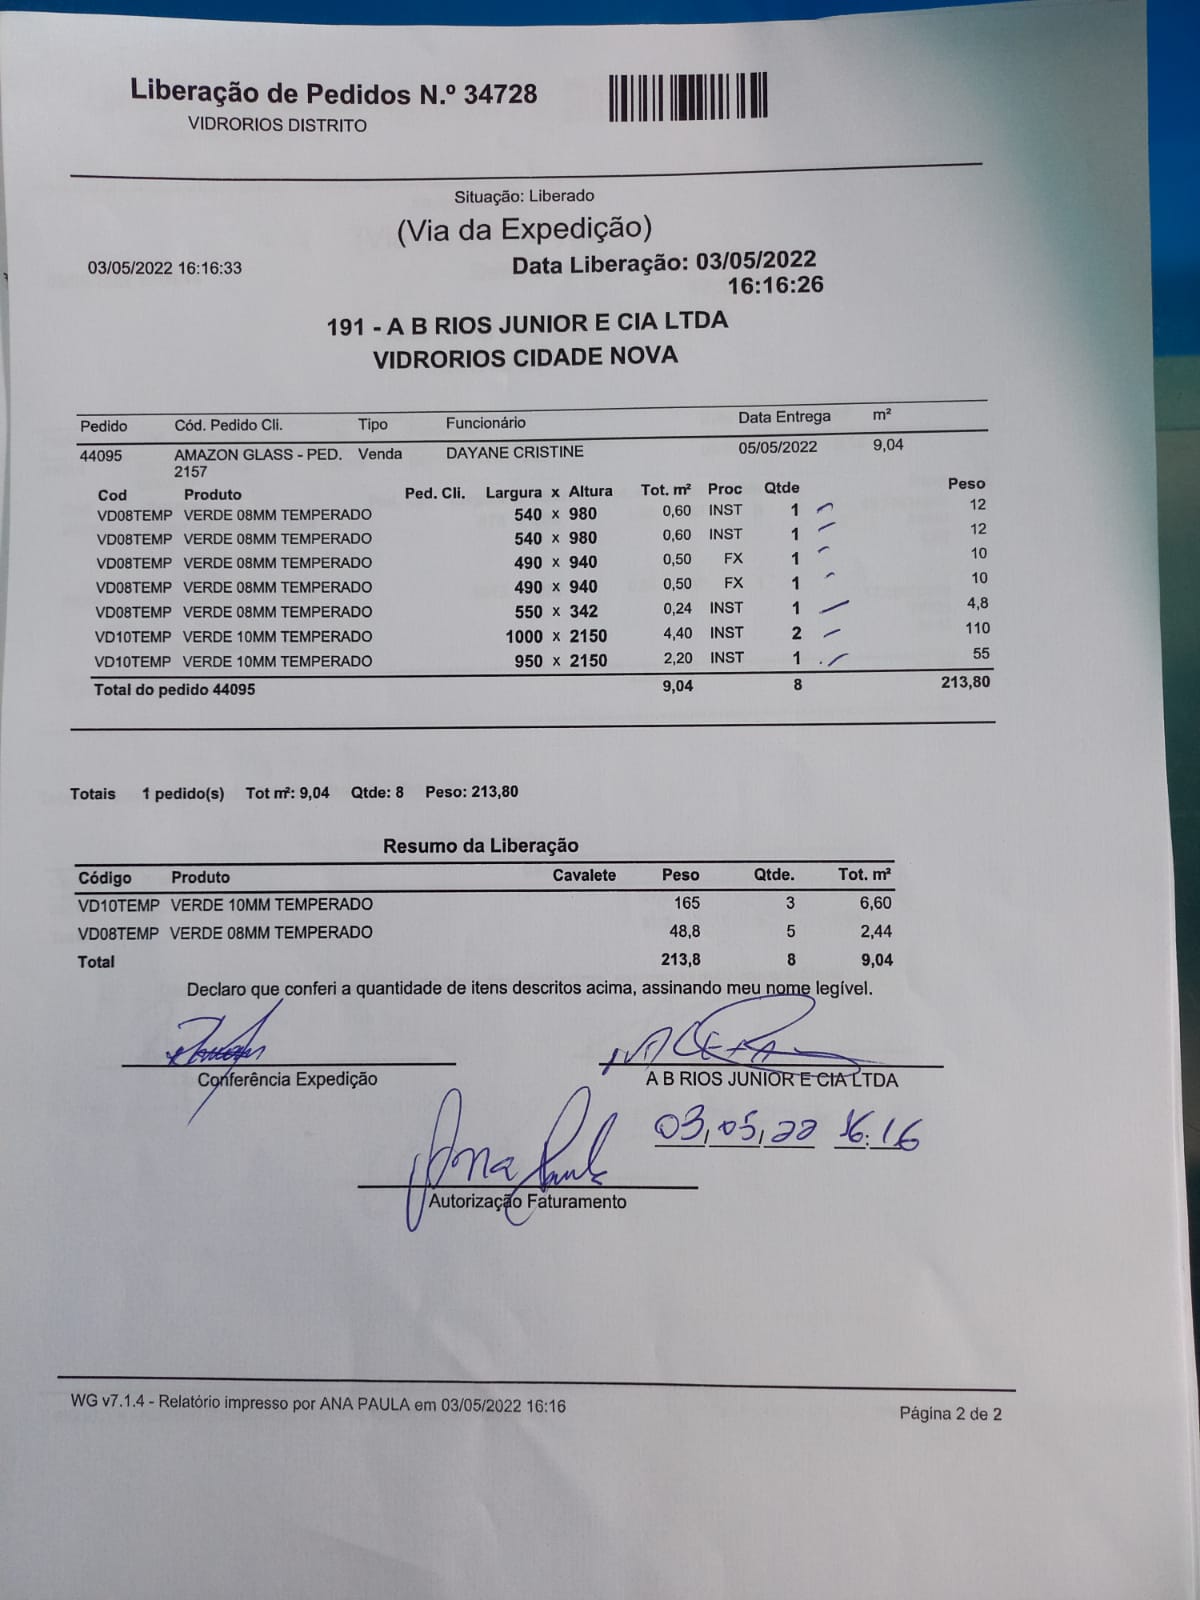 Liberação de Pedidos N.º 34728
VIDRORIOS DISTRITO
Situação: Liberado
(Via da Expedição)
03/05/2022 16:16:33 Data Liberação: 03/05/2022
16:16:26
191 - A B RIOS JUNIOR E CIA LTDA
VIDRORIOS CIDADE NOVA
Pedido Cód. Pedido Cli. Tipo Funcionário Data Entrega m²
44095 AMAZON GLASS - PED. Venda DAYANE CRISTINE 05/05/2022 9,04
2157
Cod Produto Ped. Cli. Largura x Altura Tot. m² Proc Qtde Peso
VD08TEMP VERDE 08MM TEMPERADO 540 x 980 0,60 INST 1 12
VD08TEMP VERDE 08MM TEMPERADO 540 x 980 0,60 INST 1 12
VD08TEMP VERDE 08MM TEMPERADO 490 x 940 0,50 FX 1 10
VD08TEMP VERDE 08MM TEMPERADO 490 x 940 0,50 FX 1 10
VD08TEMP VERDE 08MM TEMPERADO 550 x 342 0,24 INST 1 4,8
VD10TEMP VERDE 10MM TEMPERADO 1000 x 2150 4,40 INST 2 110
VD10TEMP VERDE 10MM TEMPERADO 950 x 2150 2,20 INST 1 55
Total do pedido 44095 9,04 8 213,80
Totais 1 pedido(s) Tot m²: 9,04 Qtde: 8 Peso: 213,80
Resumo da Liberação
Código Produto Cavalete Peso Qtde. Tot. m²
VD10TEMP VERDE 10MM TEMPERADO 165 3 6,60
VD08TEMP VERDE 08MM TEMPERADO 48,8 5 2,44
Total 213,8 8 9,04
Declaro que conferi a quantidade de itens descritos acima, assinando meu nome legível.
Conferência Expedição A B RIOS JUNIOR E CIA LTDA
03,05,22 16:16
Ana Paula
Autorização Faturamento
WG v7.1.4 - Relatório impresso por ANA PAULA em 03/05/2022 16:16
Página 2 de 2